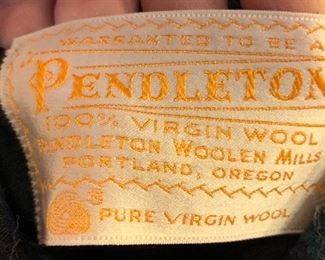 WARRANTED TO BE A
PENDLETON
100% VIRGIN WOOL
PENDLETON WOOLEN MILLS
PORTLAND, OREGON
PURE VIRGIN WOOL